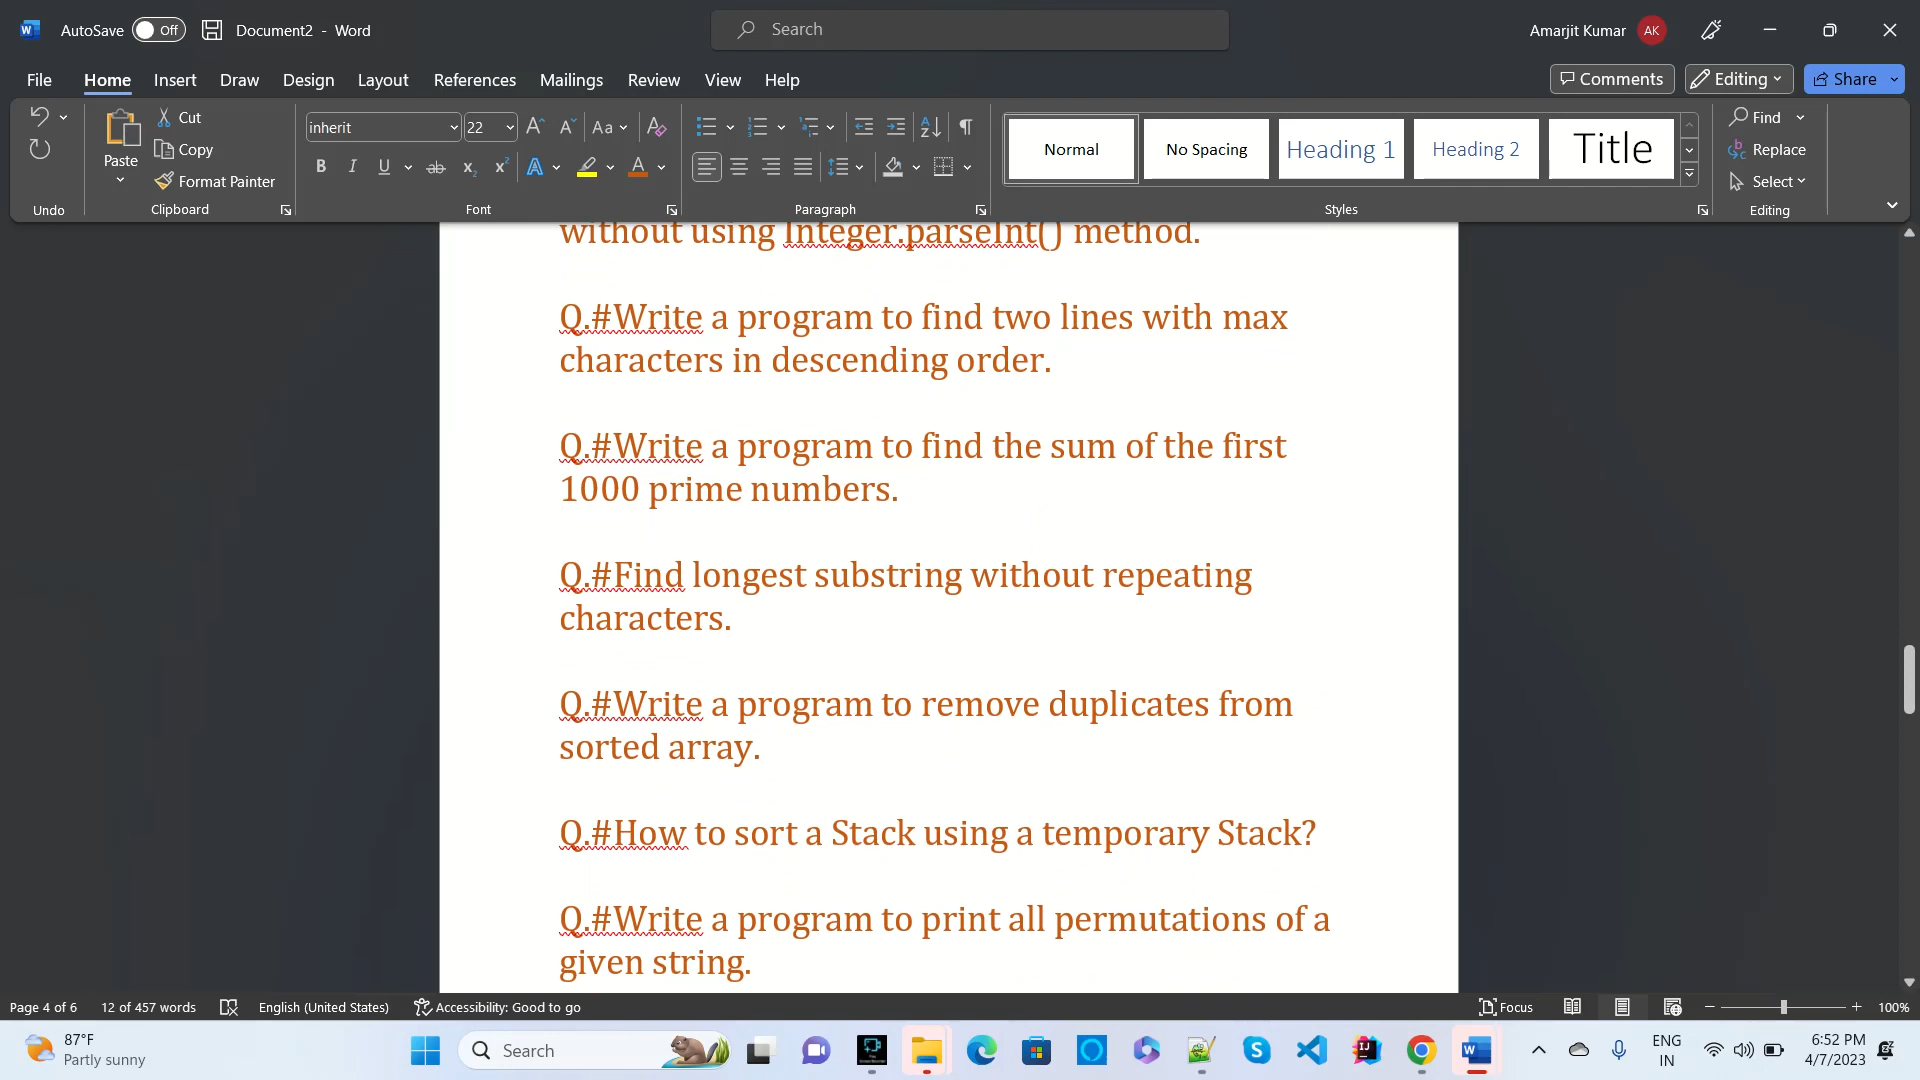 AutoSave Off Document2 - Word Search Amarjit Kumar AK
File Home Insert Draw Design Layout References Mailings Review View Help Comments Editing Share
Paste Cut Copy Format Painter
inherit 22
Normal No Spacing Heading 1 Heading 2 Title
Find Replace Select
Undo Clipboard Font Paragraph Styles Editing
without using Integer.parseInt() method.
Q.#Write a program to find two lines with max
characters in descending order.
Q.#Write a program to find the sum of the first
1000 prime numbers.
Q.#Find longest substring without repeating
characters.
Q.#Write a program to remove duplicates from
sorted array.
Q.#How to sort a Stack using a temporary Stack?
Q.#Write a program to print all permutations of a
given string.
Page 4 of 6 12 of 457 words English (United States) Accessibility: Good to go Focus 100%
87°F
Partly sunny
Search
ENG
IN
6:52 PM
4/7/2023